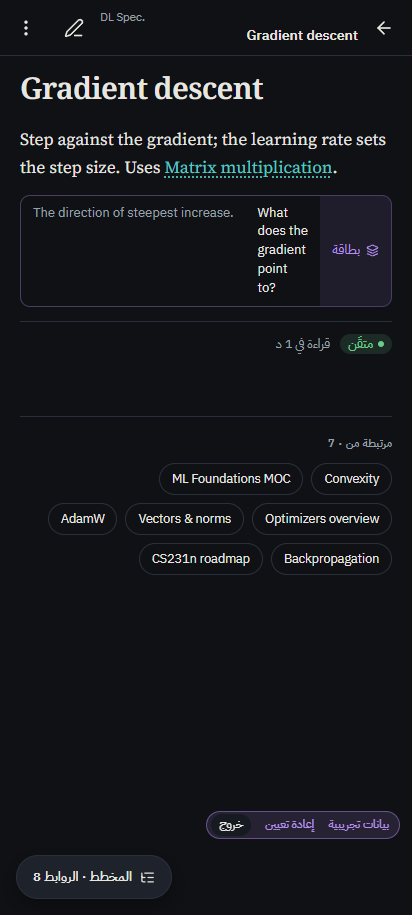 DL Spec.
Gradient descent
Gradient descent
Step against the gradient; the learning rate sets
the step size. Uses Matrix multiplication.
بطاقة
What
does the
gradient
point
to?
The direction of steepest increase.
متقَن
قراءة في 1 د
مرتبطة من · 7
Convexity
ML Foundations MOC
Optimizers overview
Vectors & norms
AdamW
Backpropagation
CS231n roadmap
بيانات تجريبية إعادة تعيين خروج
المخطط · الروابط 8